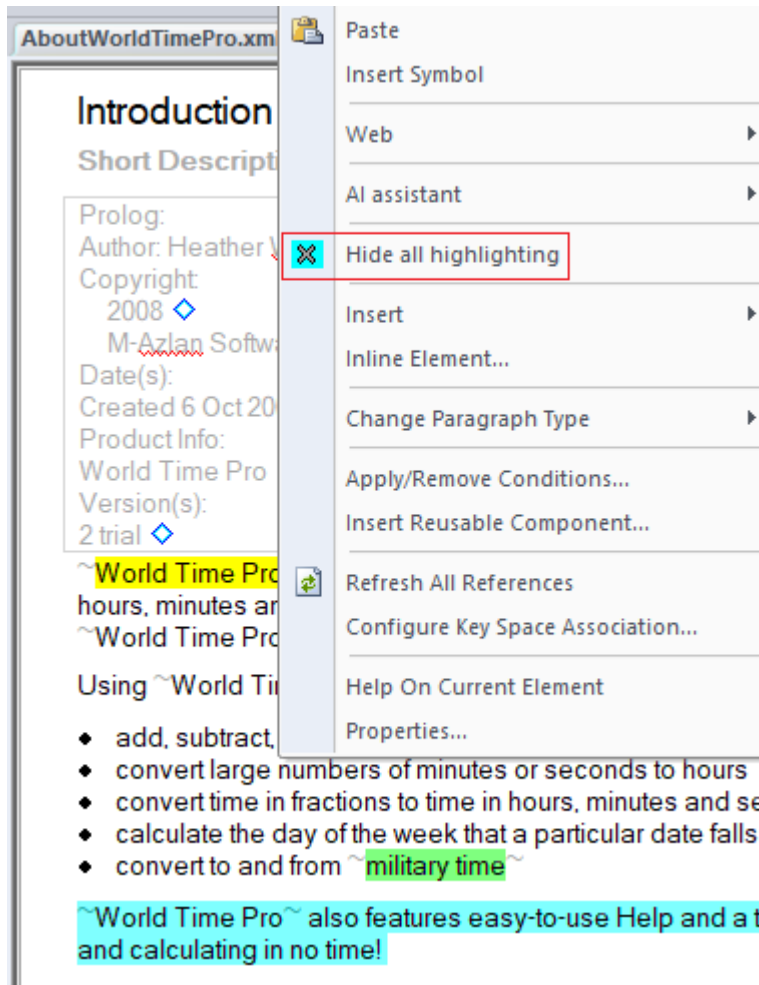 AboutWorldTimePro.xml
Introduction
Short Descripti
Prolog:
Author: Heather
Copyright:
2008
M-Azlan Softwa
Date(s):
Created 6 Oct 20
Product Info:
World Time Pro
Version(s):
2 trial
~World Time Pro
hours, minutes an
~World Time Pro
Using ~World Ti
add, subtract,
convert large numbers of minutes or seconds to hours
convert time in fractions to time in hours, minutes and se
calculate the day of the week that a particular date falls
convert to and from ~military time~
~World Time Pro~ also features easy-to-use Help and a t
and calculating in no time!
Paste
Insert Symbol
Web
AI assistant
Hide all highlighting
Insert
Inline Element...
Change Paragraph Type
Apply/Remove Conditions...
Insert Reusable Component...
Refresh All References
Configure Key Space Association...
Help On Current Element
Properties...